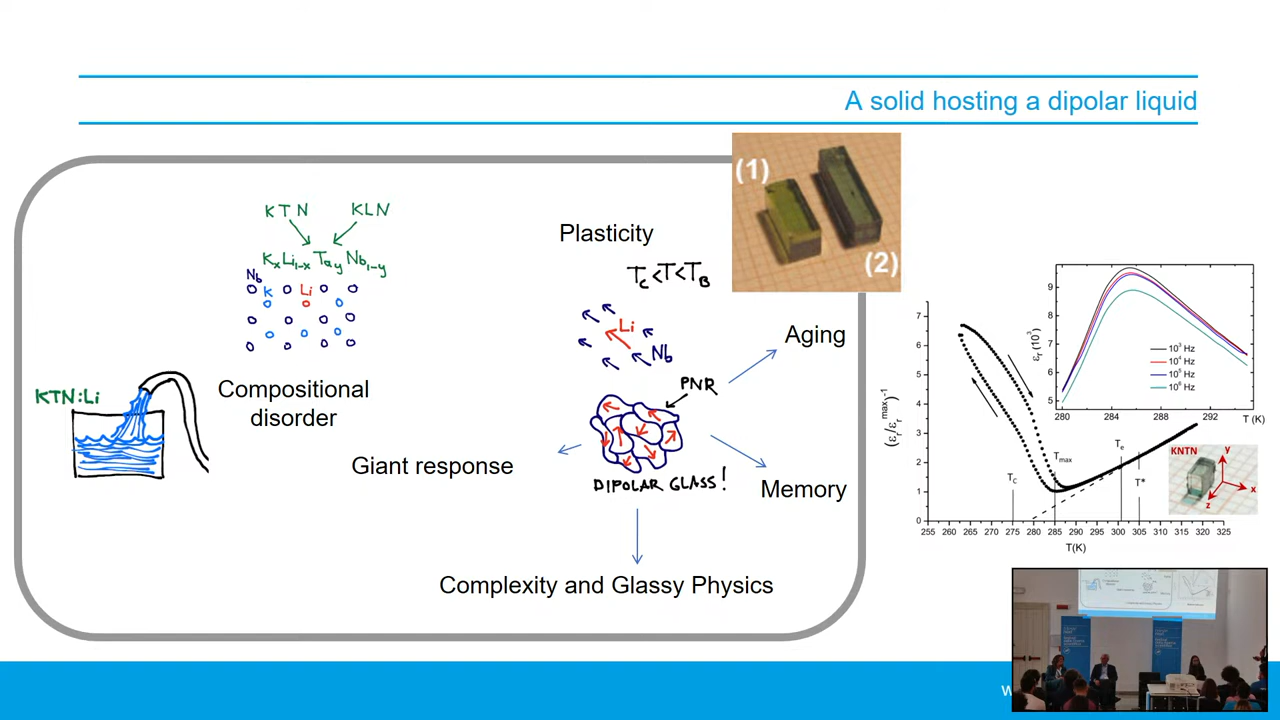 A solid hosting a dipolar liquid
KTN KLN
KxLi1-x Tay Nb1-y
Nb
K Li
KTN:Li
Compositional
disorder
Giant response
Plasticity
Tc<T<TB
Li
Nb
PNR
DIPOLAR GLASS!
Aging
Memory
Complexity and Glassy Physics
(1)
(2)
(εr/εr max)-1
7
6
5
4
3
2
1
0
TC
Tmax
Te
T*
255 260 265 270 275 280 285 290 295 300 305 310 315 320 325
T(K)
εr (10³)
9
8
7
6
5
10³ Hz
10⁴ Hz
10⁵ Hz
10⁶ Hz
280 284 288 292 T (K)
KNTN
y
x
z
w